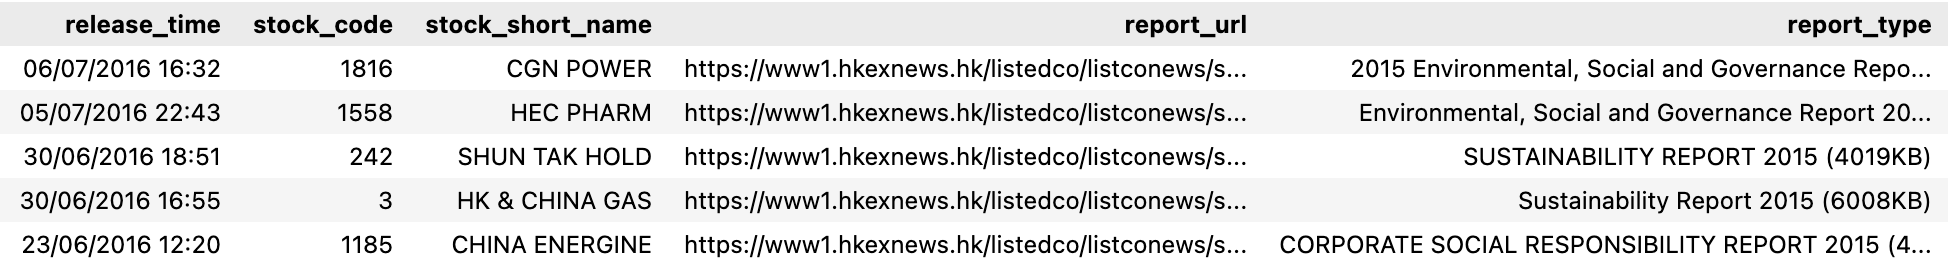 release_time stock_code stock_short_name report_url report_type
06/07/2016 16:32 1816 CGN POWER https://www1.hkexnews.hk/listedco/listconews/s... 2015 Environmental, Social and Governance Repo...
05/07/2016 22:43 1558 HEC PHARM https://www1.hkexnews.hk/listedco/listconews/s... Environmental, Social and Governance Report 20...
30/06/2016 18:51 242 SHUN TAK HOLD https://www1.hkexnews.hk/listedco/listconews/s... SUSTAINABILITY REPORT 2015 (4019KB)
30/06/2016 16:55 3 HK & CHINA GAS https://www1.hkexnews.hk/listedco/listconews/s... Sustainability Report 2015 (6008KB)
23/06/2016 12:20 1185 CHINA ENERGINE https://www1.hkexnews.hk/listedco/listconews/s... CORPORATE SOCIAL RESPONSIBILITY REPORT 2015 (4...